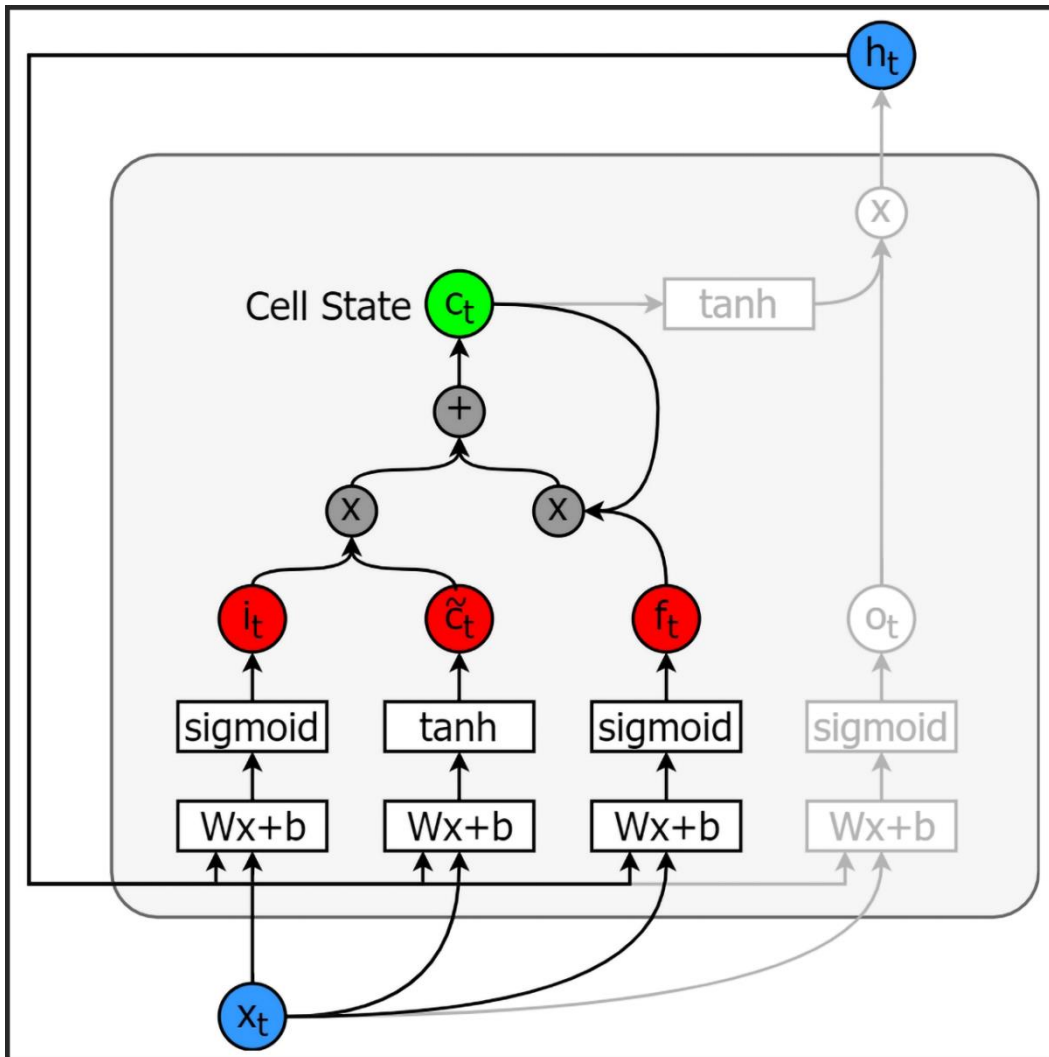 hₜ
x
Cell State cₜ tanh
+
x x
iₜ c̃ₜ fₜ oₜ
sigmoid tanh sigmoid sigmoid
Wx+b Wx+b Wx+b Wx+b
xₜ